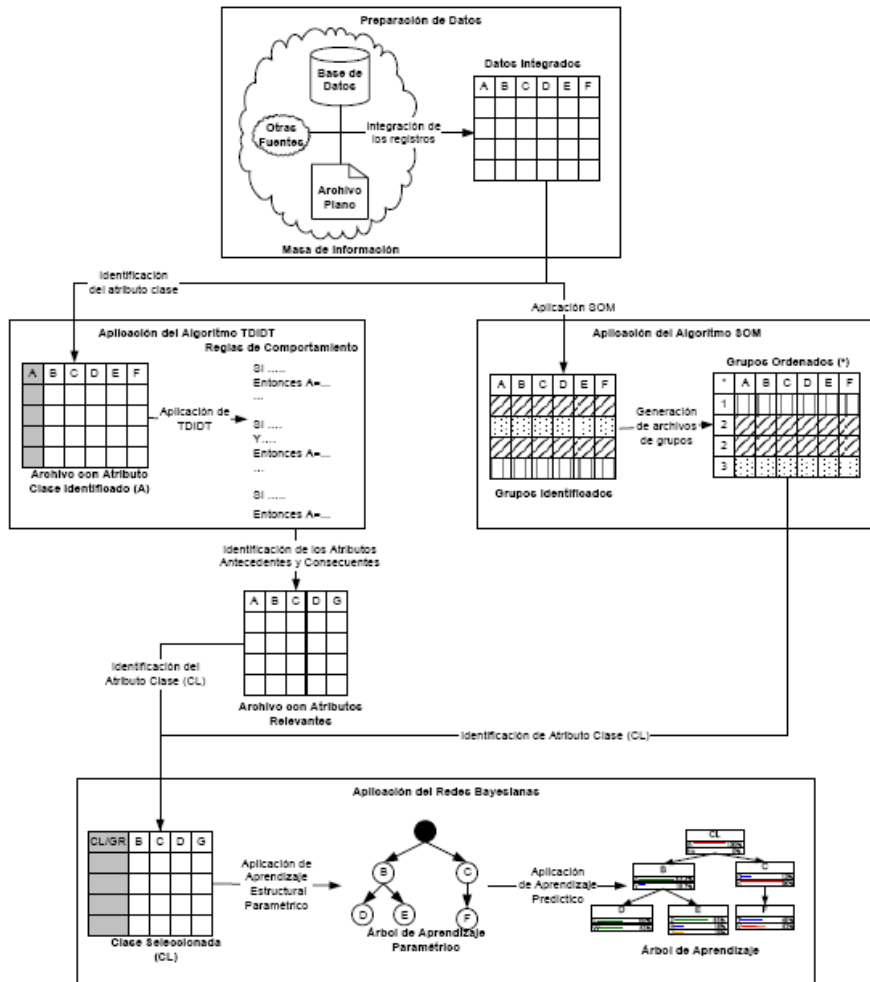 Preparación de Datos
Base de
Datos
Otras
Fuentes
Archivo
Plano
Masa de Información
Integración de
los registros
Datos Integrados
A B C D E F
Identificación
del atributo clase
Aplicación SOM
Aplicación del Algoritmo TDIDT
Reglas de Comportamiento
A B C D E F
Aplicación de
TDIDT
Archivo con Atributo
Clase Identificado (A)
Si .....
Entonces A=...
...
Si ....
Y....
Entonces A=...
...
Si .....
Entonces A=...
Aplicación del Algoritmo SOM
A B C D E F
Grupos Identificados
Generación
de archivos
de grupos
Grupos Ordenados (*)
* A B C D E F
1
2
2
3
Identificación de los Atributos
Antecedentes y Consecuentes
A B C D G
Archivo con Atributos
Relevantes
Identificación del
Atributo Clase (CL)
Identificación de Atributo Clase (CL)
Aplicación del Redes Bayesianas
CL/GR B C D G
Clase Seleccionada
(CL)
Aplicación de
Aprendizaje
Estructural
Paramétrico
B C
D E F
Árbol de Aprendizaje
Paramétrico
Aplicación
de Aprendizaje
Predictico
CL
B C
D E F
Árbol de Aprendizaje